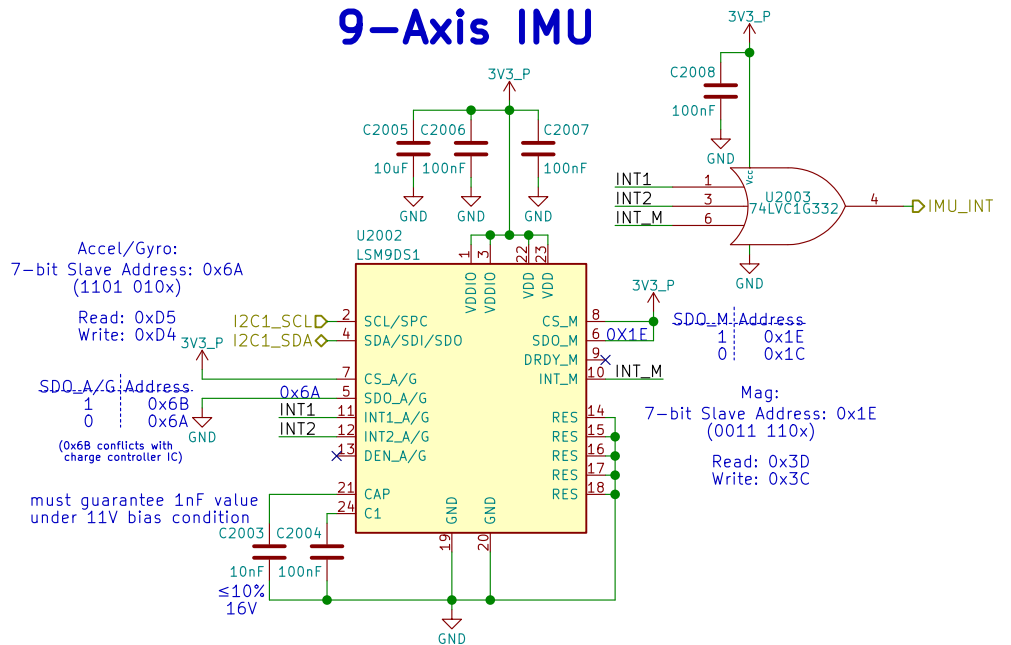 9-Axis IMU
3V3_P
C2008
100nF
GND
3V3_P
C2005
10uF
GND
C2006
100nF
GND
C2007
100nF
GND
INT1
INT2
INT_M
1
3
6
Vcc
U2003
74LVC1G332
4
IMU_INT
GND
U2002
LSM9DS1
1
3
22
23
VDDIO
VDDIO
VDD
VDD
Accel/Gyro:
7-bit Slave Address: 0x6A
(1101 010x)
Read: 0xD5
Write: 0xD4
I2C1_SCL
2
SCL/SPC
I2C1_SDA
4
SDA/SDI/SDO
3V3_P
7
CS_A/G
0x6A
5
SDO_A/G
GND
INT1
11
INT1_A/G
INT2
12
INT2_A/G
13
DEN_A/G
21
CAP
24
C1
SDO_A/G Address
1 0x6B
0 0x6A
(0x6B conflicts with
charge controller IC)
must guarantee 1nF value
under 11V bias condition
C2003
10nF
≤10%
16V
C2004
100nF
GND
GND
19
20
GND
3V3_P
CS_M
8
SDO_M
6
0X1E
DRDY_M
9
INT_M
10
INT_M
RES
14
RES
15
RES
16
RES
17
RES
18
SDO_M Address
1 0x1E
0 0x1C
Mag:
7-bit Slave Address: 0x1E
(0011 110x)
Read: 0x3D
Write: 0x3C